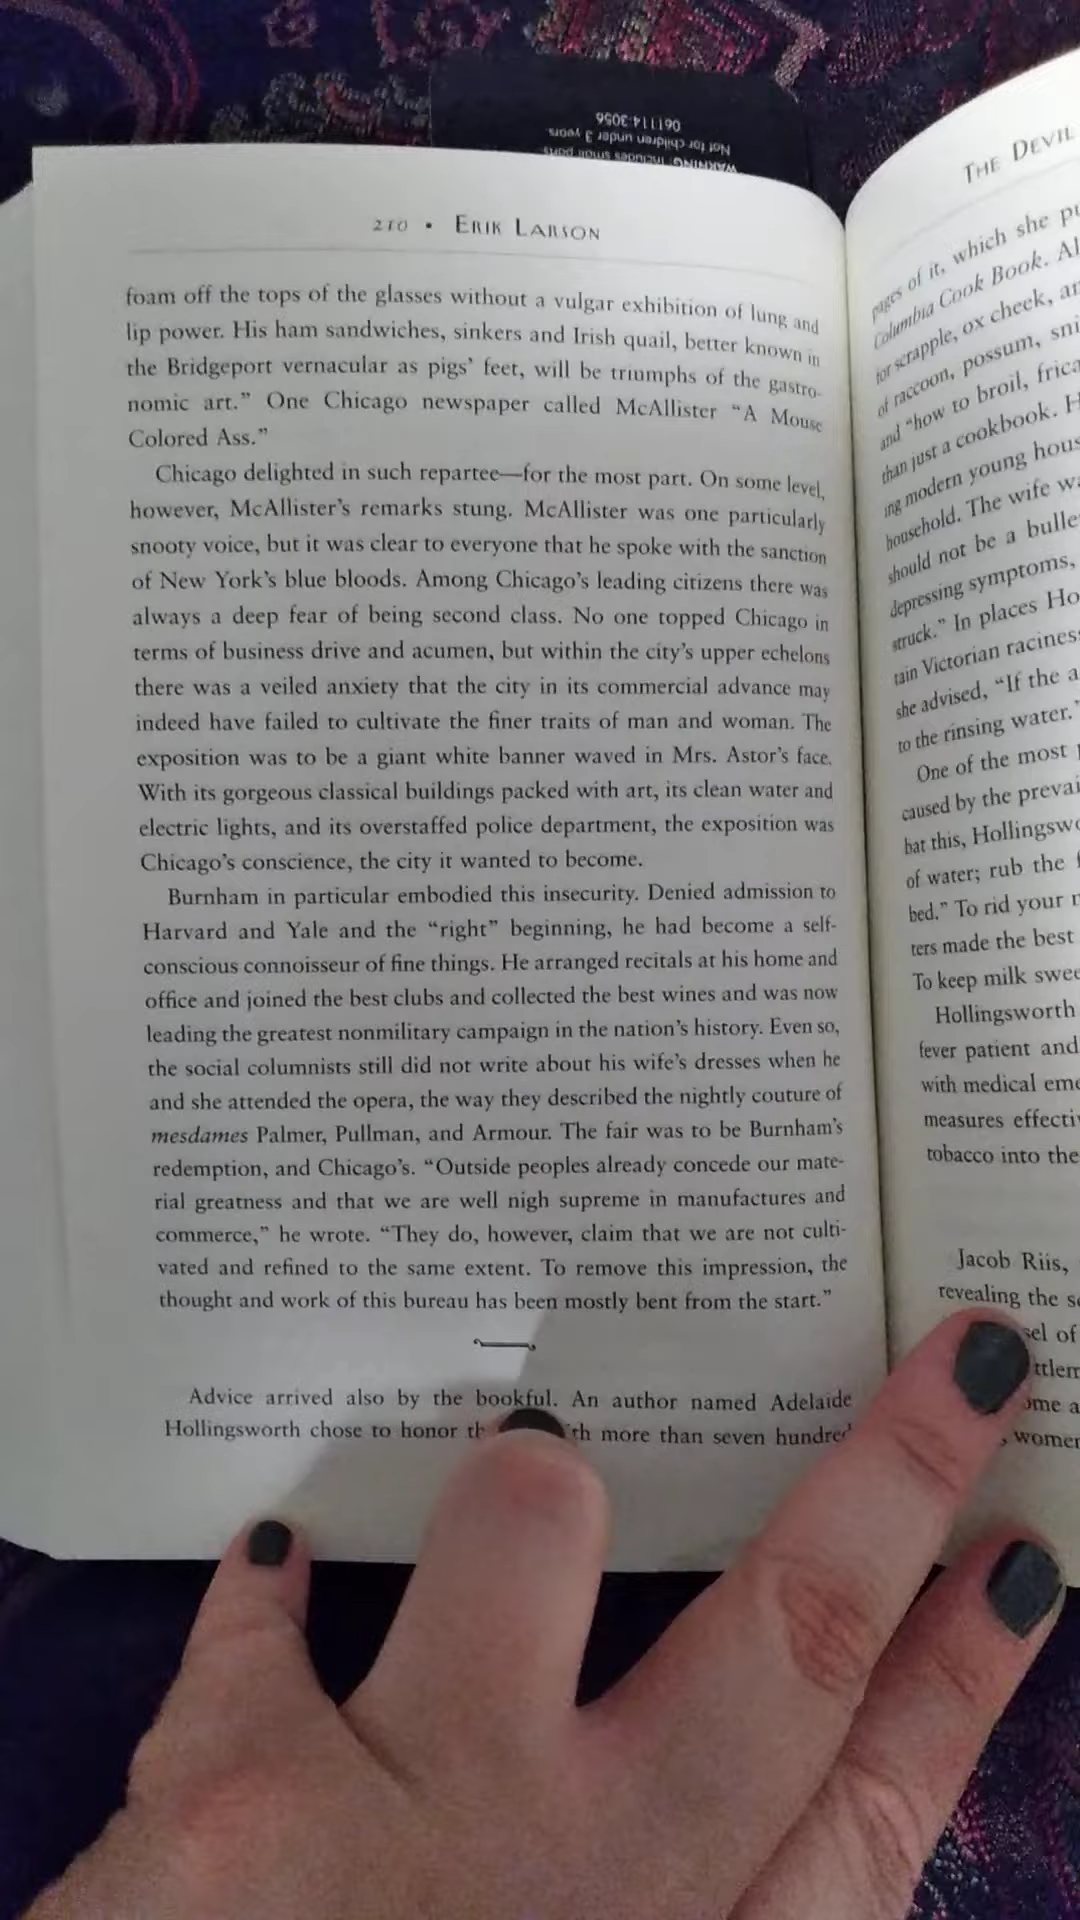 061114.3056
Not for children under 3 years.
WARNING: Includes small parts
210 • ERIK LARSON
foam off the tops of the glasses without a vulgar exhibition of lung and
lip power. His ham sandwiches, sinkers and Irish quail, better known in
the Bridgeport vernacular as pigs' feet, will be triumphs of the gastro-
nomic art.” One Chicago newspaper called McAllister “A Mouse
Colored Ass.”
Chicago delighted in such repartee—for the most part. On some level,
however, McAllister's remarks stung. McAllister was one particularly
snooty voice, but it was clear to everyone that he spoke with the sanction
of New York's blue bloods. Among Chicago's leading citizens there was
always a deep fear of being second class. No one topped Chicago in
terms of business drive and acumen, but within the city's upper echelons
there was a veiled anxiety that the city in its commercial advance may
indeed have failed to cultivate the finer traits of man and woman. The
exposition was to be a giant white banner waved in Mrs. Astor's face.
With its gorgeous classical buildings packed with art, its clean water and
electric lights, and its overstaffed police department, the exposition was
Chicago's conscience, the city it wanted to become.
Burnham in particular embodied this insecurity. Denied admission to
Harvard and Yale and the “right” beginning, he had become a self-
conscious connoisseur of fine things. He arranged recitals at his home and
office and joined the best clubs and collected the best wines and was now
leading the greatest nonmilitary campaign in the nation's history. Even so,
the social columnists still did not write about his wife's dresses when he
and she attended the opera, the way they described the nightly couture of
mesdames Palmer, Pullman, and Armour. The fair was to be Burnham's
redemption, and Chicago's. “Outside peoples already concede our mate-
rial greatness and that we are well nigh supreme in manufactures and
commerce,” he wrote. “They do, however, claim that we are not culti-
vated and refined to the same extent. To remove this impression, the
thought and work of this bureau has been mostly bent from the start.”
Advice arrived also by the bookful. An author named Adelaide
Hollingsworth chose to honor more than seven hundred
THE DEVIL
pages of it, which she
Columbia Cook Book.
for scrapple, ox cheek,
of raccoon, possum,
and “how to broil,
than just a cookbook.
ing modern young
household. The wife
should not be a
depressing symptoms,
struck.” In places
tain Victorian raciness
she advised, “If the
to the rinsing water.”
One of the most
caused by the
bat this,
of water; rub the
bed.” To rid your
ters made the best
To keep milk
Hollingsworth
fever patient and
with medical
measures
tobacco into the
Jacob Riis,
revealing the
of